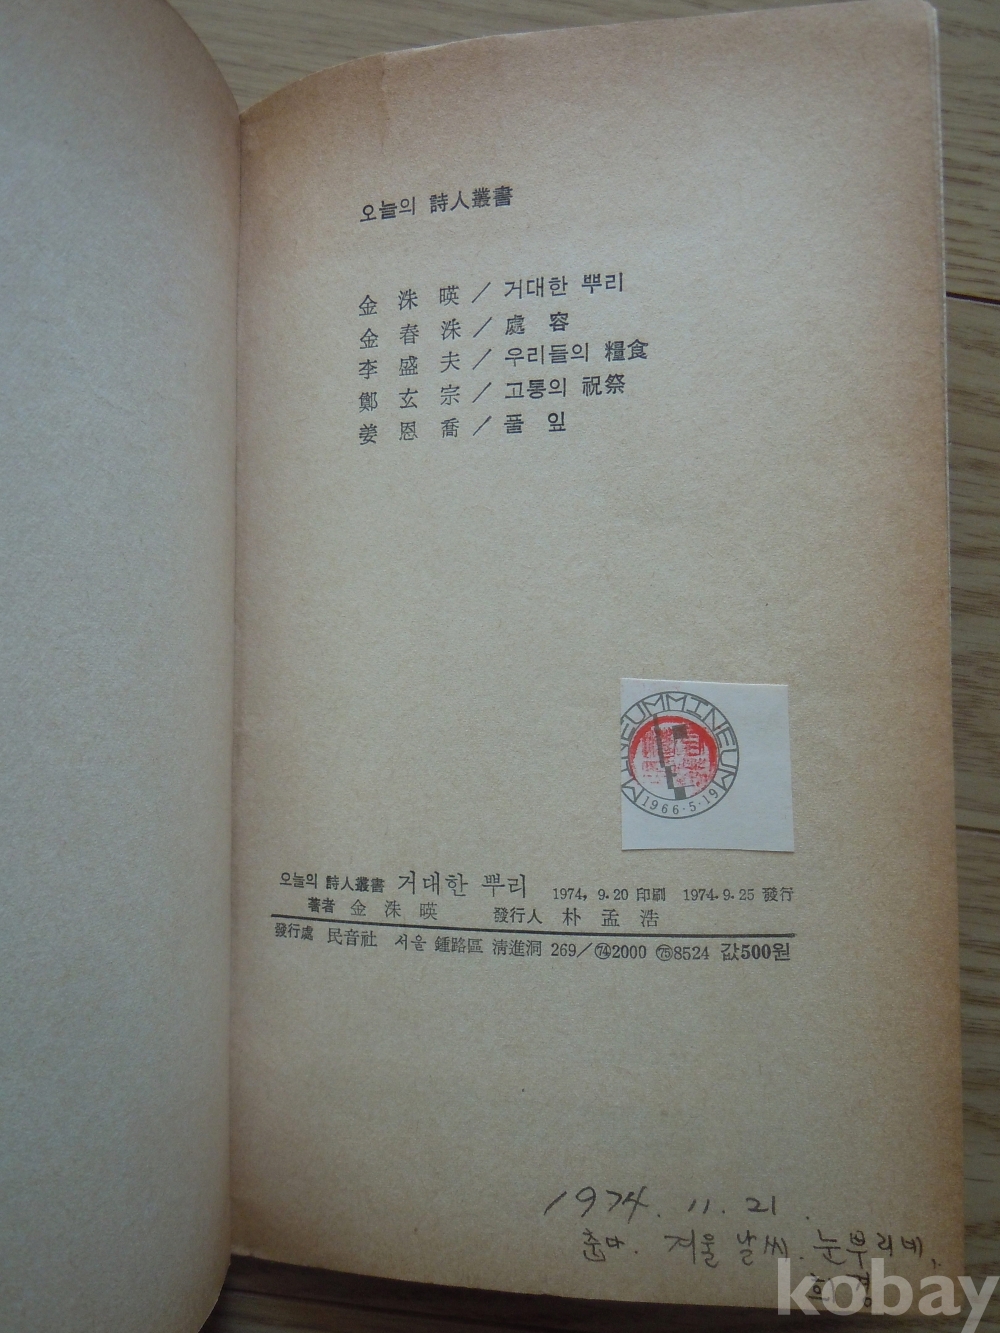 오늘의 詩人叢書
金洙暎／거대한 뿌리
金春洙／處容
李盛夫／우리들의 糧食
鄭玄宗／고통의 祝祭
姜恩喬／풀잎
MINEUMMINEUM
1966·5·19
오늘의 詩人叢書 거대한 뿌리 1974, 9.20 印刷 1974.9.25 發行
著者 金洙暎 發行人 朴孟浩
發行處 民音社 서울 鍾路區 淸進洞 269／㉔2000 ㉕8524 값500원
1974. 11. 21.
춥다. 겨울 날씨. 눈뿌리네.
kobay